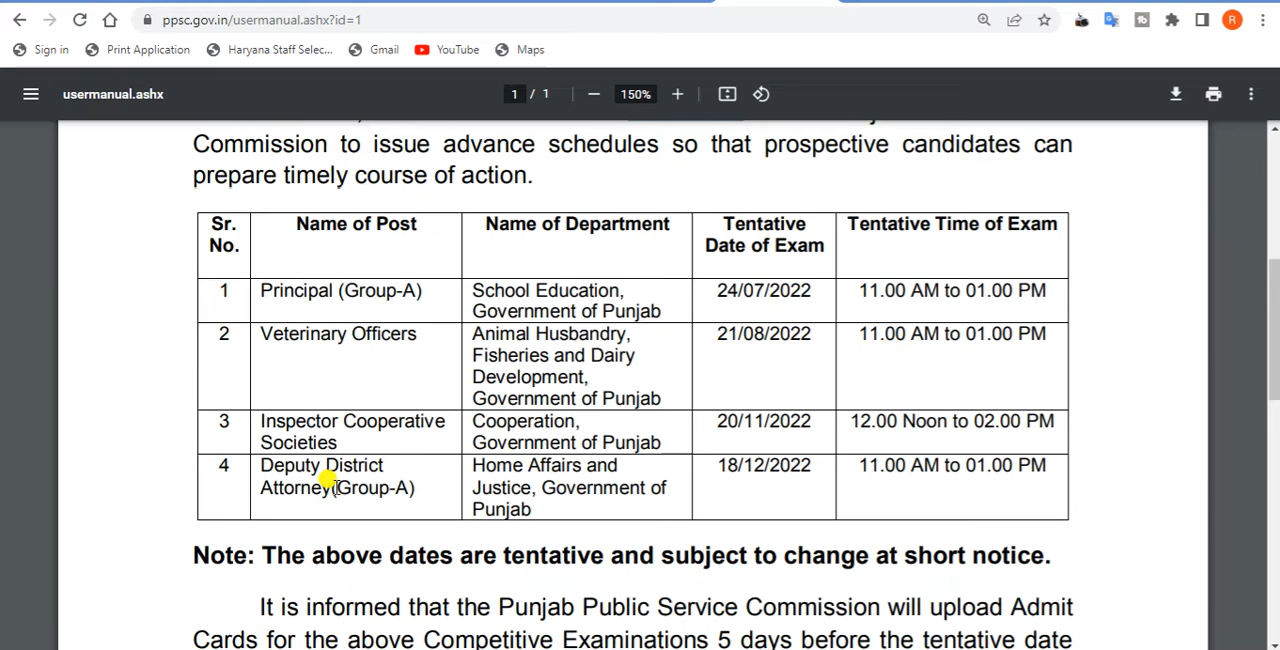 ppsc.gov.in/usermanual.ashx?id=1
R
Sign in Print Application Haryana Staff Selec... Gmail YouTube Maps
usermanual.ashx 1 / 1 150%
Commission to issue advance schedules so that prospective candidates can
prepare timely course of action.
Sr. No. Name of Post Name of Department Tentative Date of Exam Tentative Time of Exam
1 Principal (Group-A) School Education, Government of Punjab 24/07/2022 11.00 AM to 01.00 PM
2 Veterinary Officers Animal Husbandry, Fisheries and Dairy Development, Government of Punjab 21/08/2022 11.00 AM to 01.00 PM
3 Inspector Cooperative Societies Cooperation, Government of Punjab 20/11/2022 12.00 Noon to 02.00 PM
4 Deputy District Attorney(Group-A) Home Affairs and Justice, Government of Punjab 18/12/2022 11.00 AM to 01.00 PM
Note: The above dates are tentative and subject to change at short notice.
It is informed that the Punjab Public Service Commission will upload Admit
Cards for the above Competitive Examinations 5 days before the tentative date